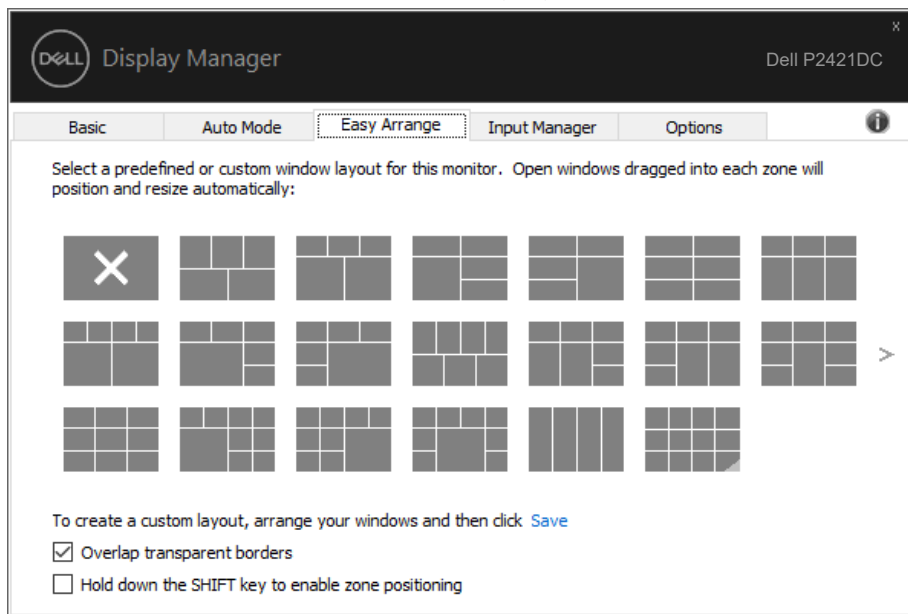 x
DELL Display Manager
Dell P2421DC
Basic Auto Mode Easy Arrange Input Manager Options
Select a predefined or custom window layout for this monitor. Open windows dragged into each zone will
position and resize automatically:
>
To create a custom layout, arrange your windows and then click Save
Overlap transparent borders
Hold down the SHIFT key to enable zone positioning